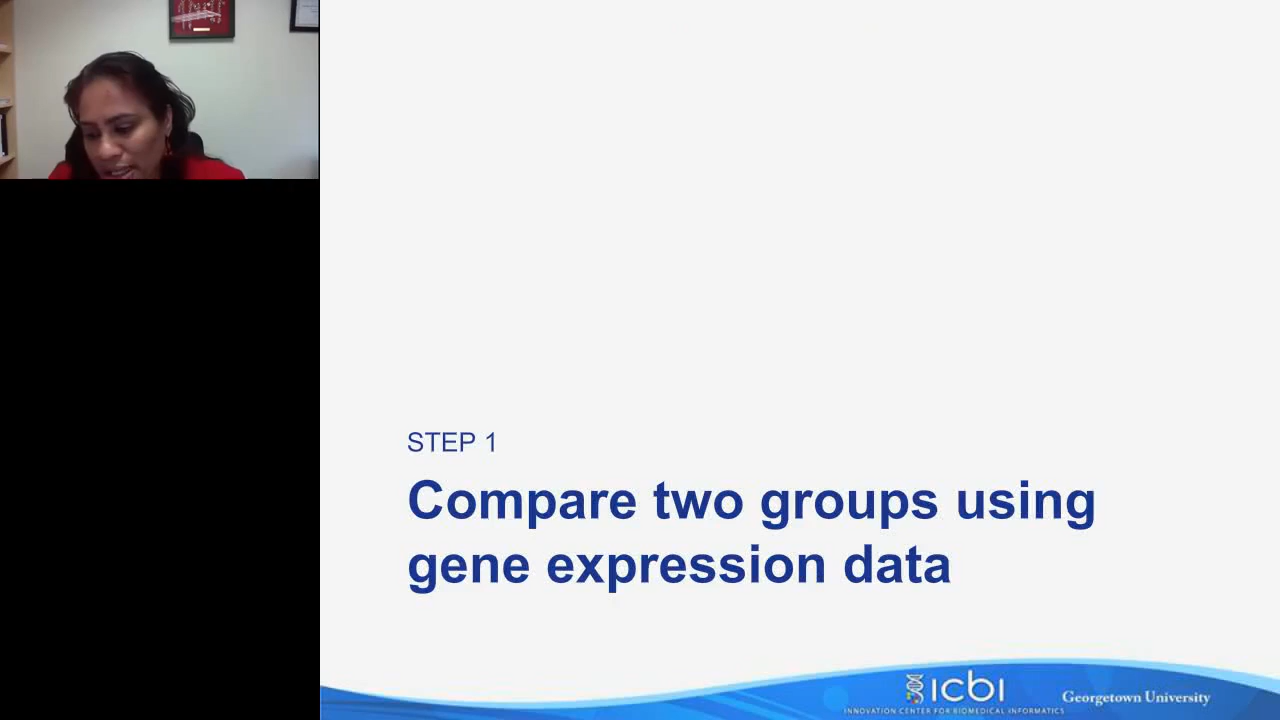 STEP 1
Compare two groups using
gene expression data
icbi
INNOVATION CENTER FOR BIOMEDICAL INFORMATICS
Georgetown University